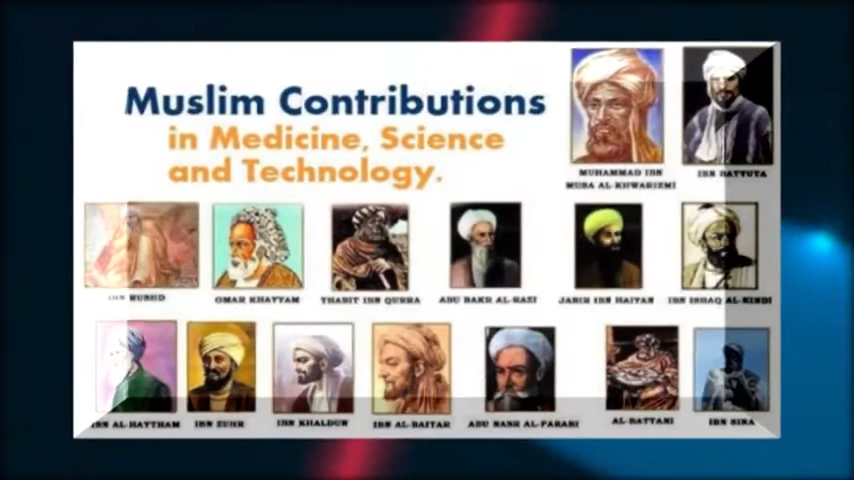 Muslim Contributions
in Medicine, Science
and Technology.
MUHAMMAD IBN
MUSA AL-KHWARIZMI
IBN BATTUTA
IBN RUSHD
OMAR KHAYYAM
THABIT IBN QURRA
ABU BAKR AL-RAZI
JABIR IBN HAIYAN
IBN ISHAQ AL-KINDI
IBN AL-HAYTHAM
IBN ZUHR
IBN KHALDUN
IBN AL-BAITAR
ABU NASR AL-FARABI
AL-BATTANI
IBN SINA